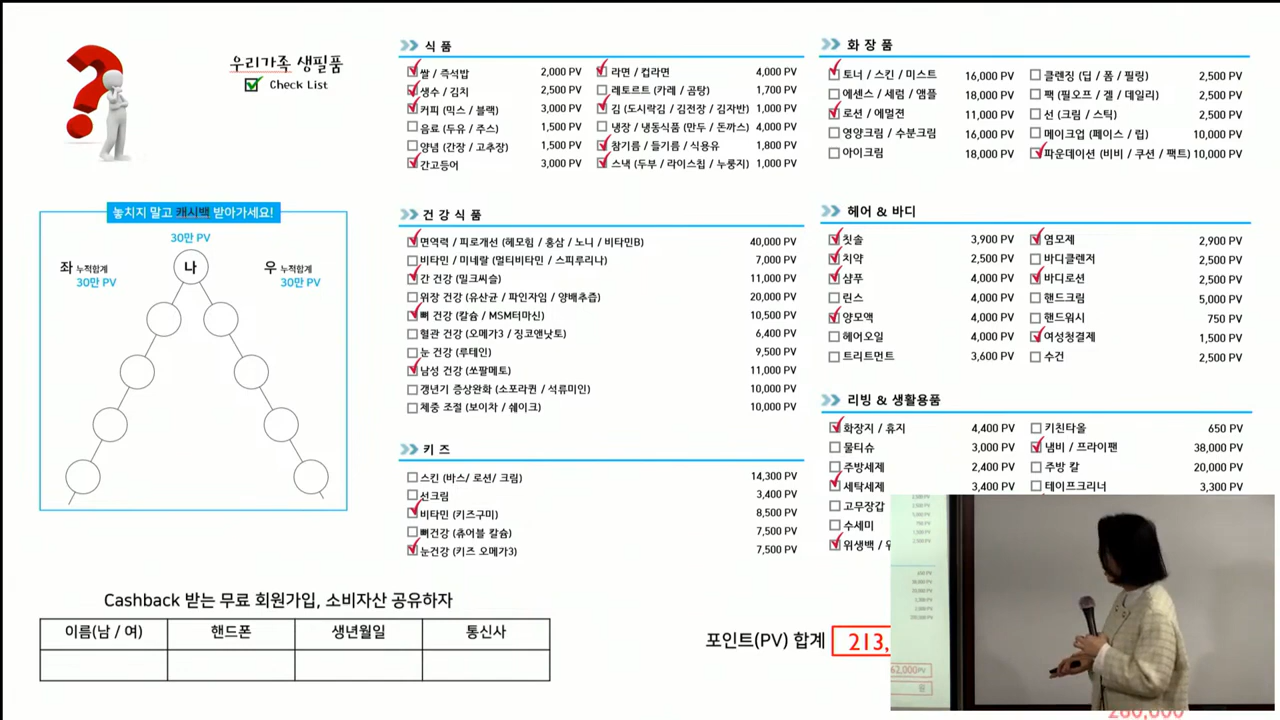 우리가족 생필품
Check List
놓치지 말고 캐시백 받아가세요!
30만 PV
좌 누적합계
30만 PV
나
우 누적합계
30만 PV
식 품
쌀 / 즉석밥 2,000 PV
생수 / 김치 2,500 PV
커피 (믹스 / 블랙) 3,000 PV
음료 (두유 / 주스) 1,500 PV
양념 (간장 / 고추장) 1,500 PV
간고등어 3,000 PV
라면 / 컵라면 4,000 PV
레토르트 (카레 / 곰탕) 1,700 PV
김 (도시락김 / 김전장 / 김자반) 1,000 PV
냉장 / 냉동식품 (만두 / 돈까스) 4,000 PV
참기름 / 들기름 / 식용유 1,800 PV
스낵 (두부 / 라이스칩 / 누룽지) 1,000 PV
건 강 식 품
면역력 / 피로개선 (헤모힘 / 홍삼 / 노니 / 비타민B) 40,000 PV
비타민 / 미네랄 (멀티비타민 / 스피루리나) 7,000 PV
간 건강 (밀크씨슬) 11,000 PV
위장 건강 (유산균 / 파인자임 / 양배추즙) 20,000 PV
뼈 건강 (칼슘 / MSM터마신) 10,500 PV
혈관 건강 (오메가3 / 징코앤낫토) 6,400 PV
눈 건강 (루테인) 9,500 PV
남성 건강 (쏘팔메토) 11,000 PV
갱년기 증상완화 (소포라퀸 / 석류미인) 10,000 PV
체중 조절 (보이차 / 쉐이크) 10,000 PV
키 즈
스킨 (바스/ 로션/ 크림) 14,300 PV
선크림 3,400 PV
비타민 (키즈구미) 8,500 PV
뼈건강 (츄어블 칼슘) 7,500 PV
눈건강 (키즈 오메가3) 7,500 PV
화 장 품
토너 / 스킨 / 미스트 16,000 PV
에센스 / 세럼 / 앰플 18,000 PV
로션 / 에멀젼 11,000 PV
영양크림 / 수분크림 16,000 PV
아이크림 18,000 PV
클렌징 (딥 / 폼 / 필링) 2,500 PV
팩 (필오프 / 겔 / 데일리) 2,500 PV
선 (크림 / 스틱) 2,500 PV
메이크업 (페이스 / 립) 10,000 PV
파운데이션 (비비 / 쿠션 / 팩트) 10,000 PV
헤어 & 바디
칫솔 3,900 PV
치약 2,500 PV
샴푸 4,000 PV
린스 4,000 PV
양모액 4,000 PV
헤어오일 4,000 PV
트리트먼트 3,600 PV
염모제 2,900 PV
바디클렌저 2,500 PV
바디로션 2,500 PV
핸드크림 5,000 PV
핸드워시 750 PV
여성청결제 1,500 PV
수건 2,500 PV
리빙 & 생활용품
화장지 / 휴지 4,400 PV
물티슈 3,000 PV
주방세제 2,400 PV
세탁세제 3,400 PV
고무장갑
수세미
위생백 /
키친타올 650 PV
냄비 / 프라이팬 38,000 PV
주방 칼 20,000 PV
테이프크리너 3,300 PV
Cashback 받는 무료 회원가입, 소비자산 공유하자
이름(남 / 여) 핸드폰 생년월일 통신사
포인트(PV) 합계 213,
62,000PV
원